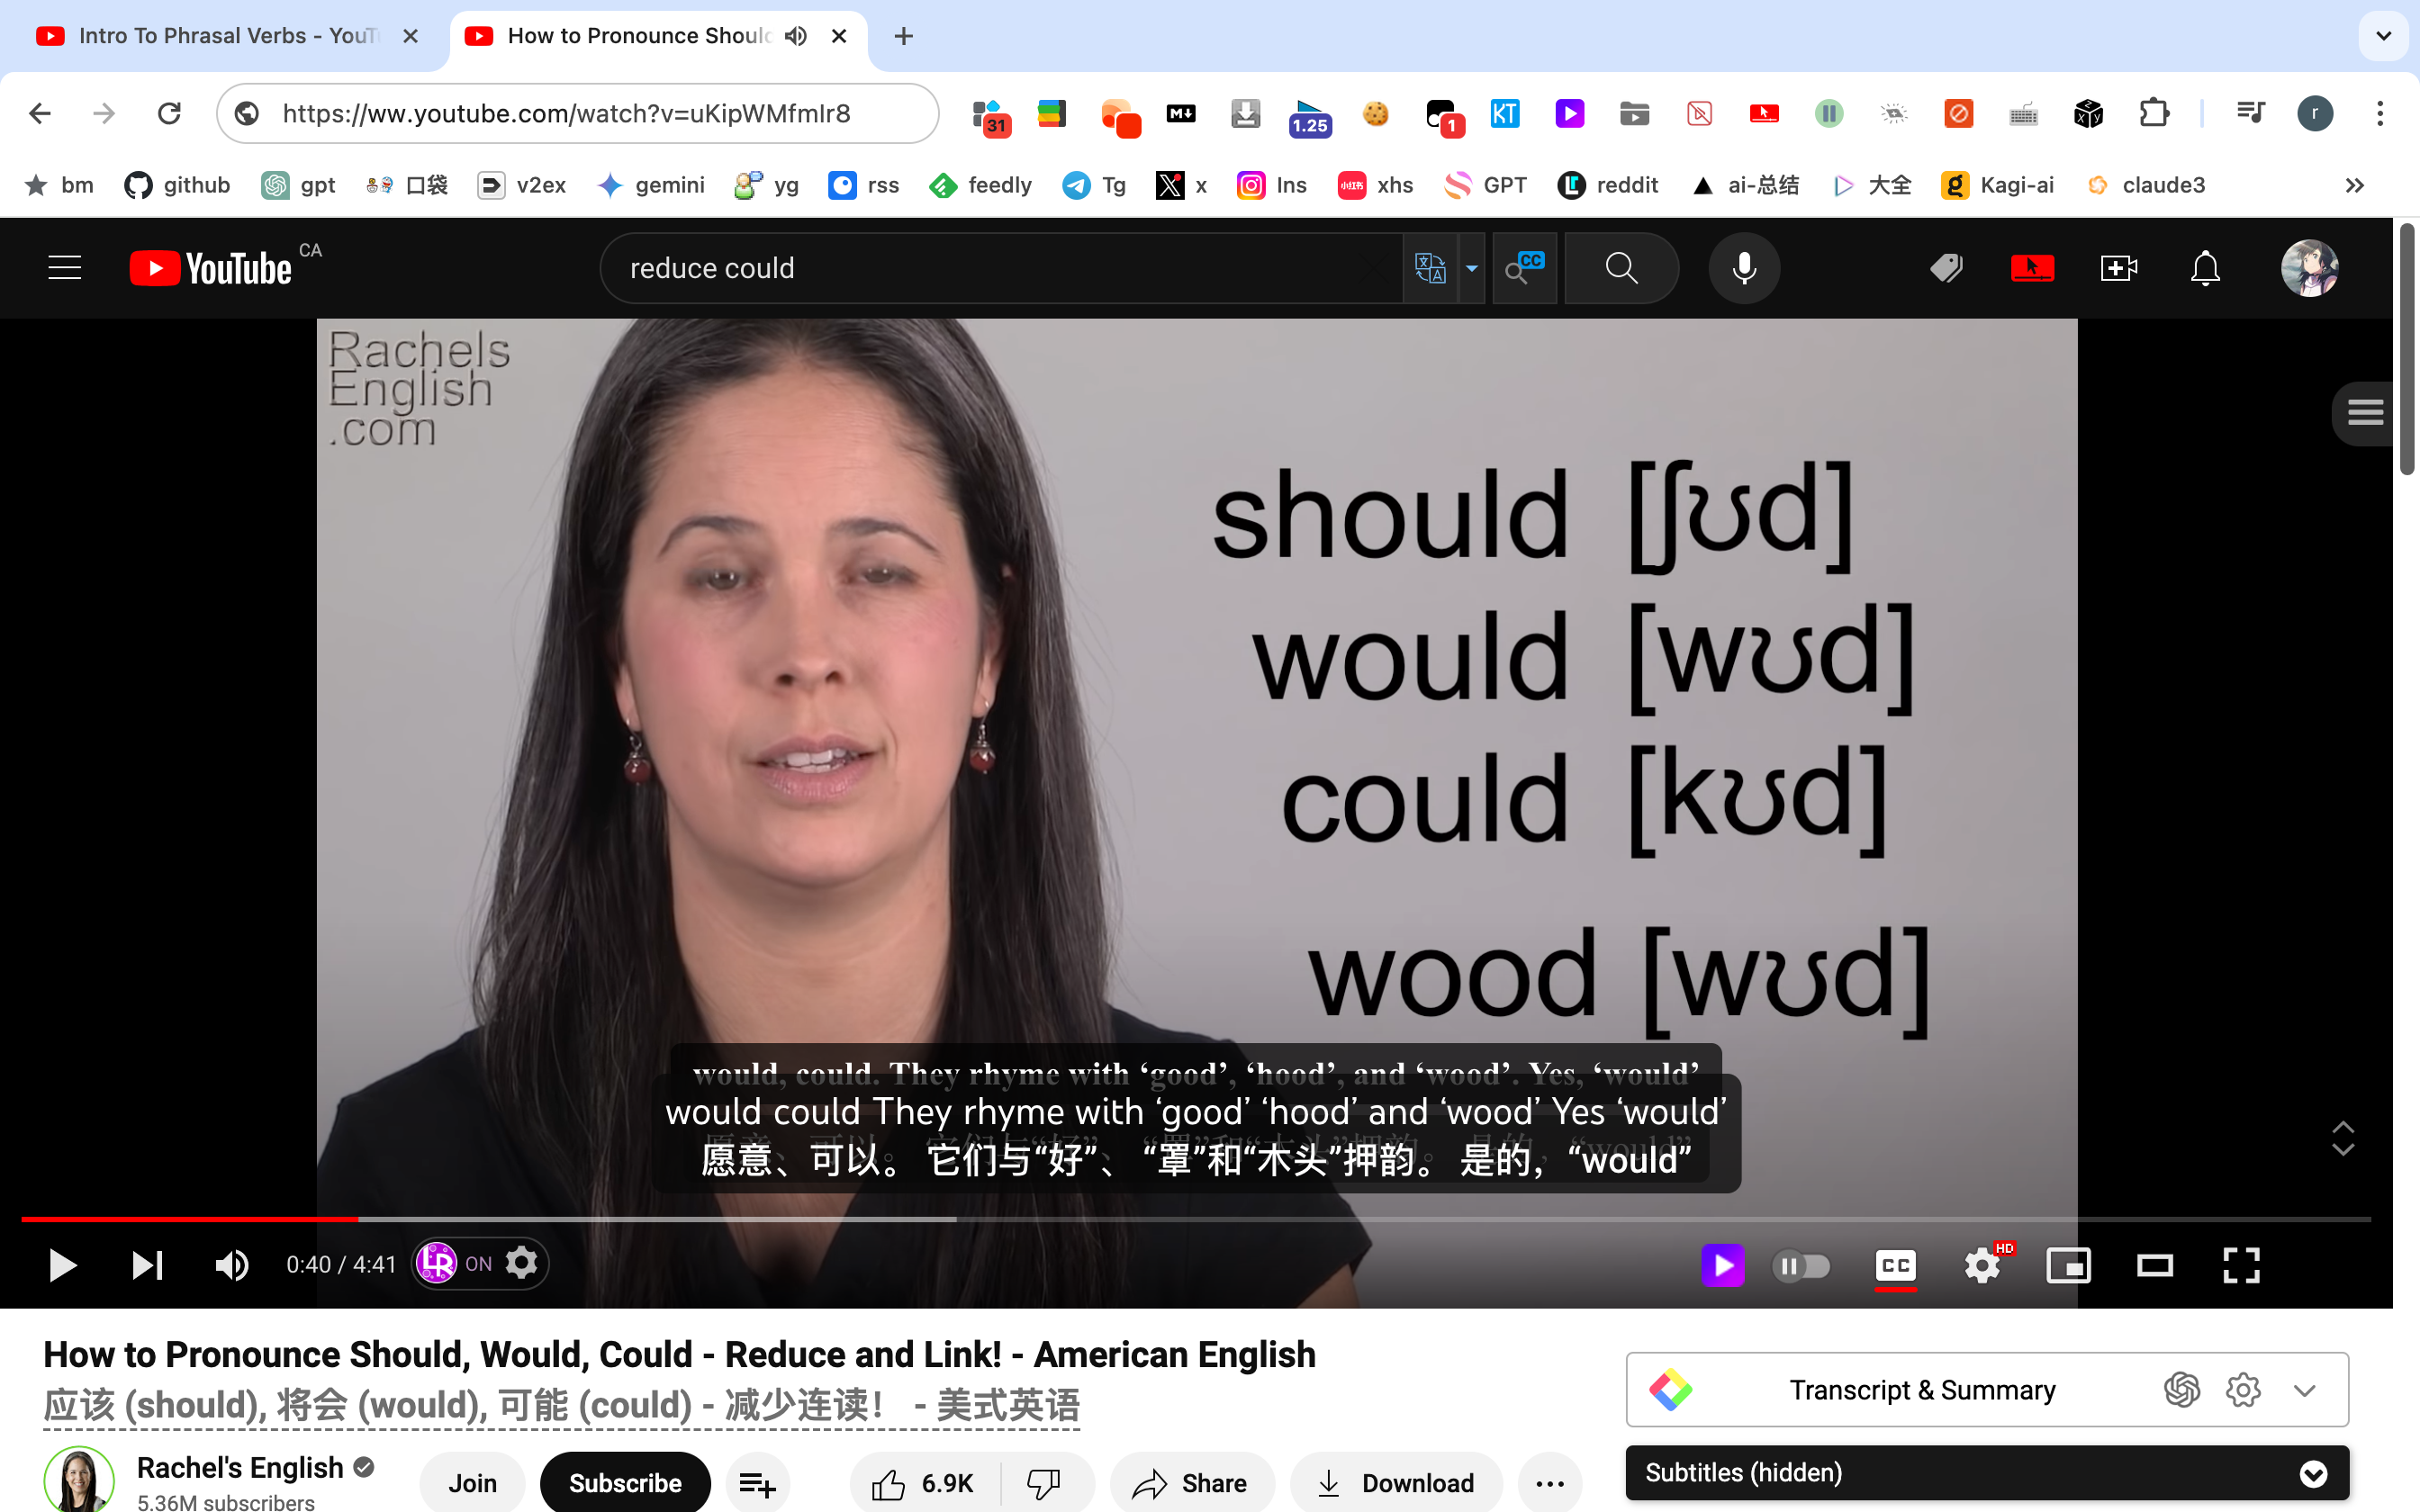 Intro To Phrasal Verbs - YouT
How to Pronounce Shoul
https://ww.youtube.com/watch?v=uKipWMfmIr8
31
1.25
1
KT
r
bm
github
gpt
口袋
v2ex
gemini
yg
rss
feedly
Tg
x
Ins
xhs
GPT
reddit
ai-总结
大全
Kagi-ai
claude3
YouTube CA
reduce could
CC
Rachels
English
.com
should [ʃʊd]
would [wʊd]
could [kʊd]
wood [wʊd]
would, could. They rhyme with ‘good’, ‘hood’, and ‘wood’. Yes, ‘would’
would could They rhyme with ‘good’ ‘hood’ and ‘wood’ Yes ‘would’
愿意、可以。 它们与“好”、 “罩”和“木头”押韵。 是的，“would”
0:40 / 4:41
LR
ON
CC
HD
How to Pronounce Should, Would, Could - Reduce and Link! - American English
应该 (should), 将会 (would), 可能 (could) - 减少连读！ - 美式英语
Transcript & Summary
Rachel's English
5.36M subscribers
Join
Subscribe
6.9K
Share
Download
Subtitles (hidden)